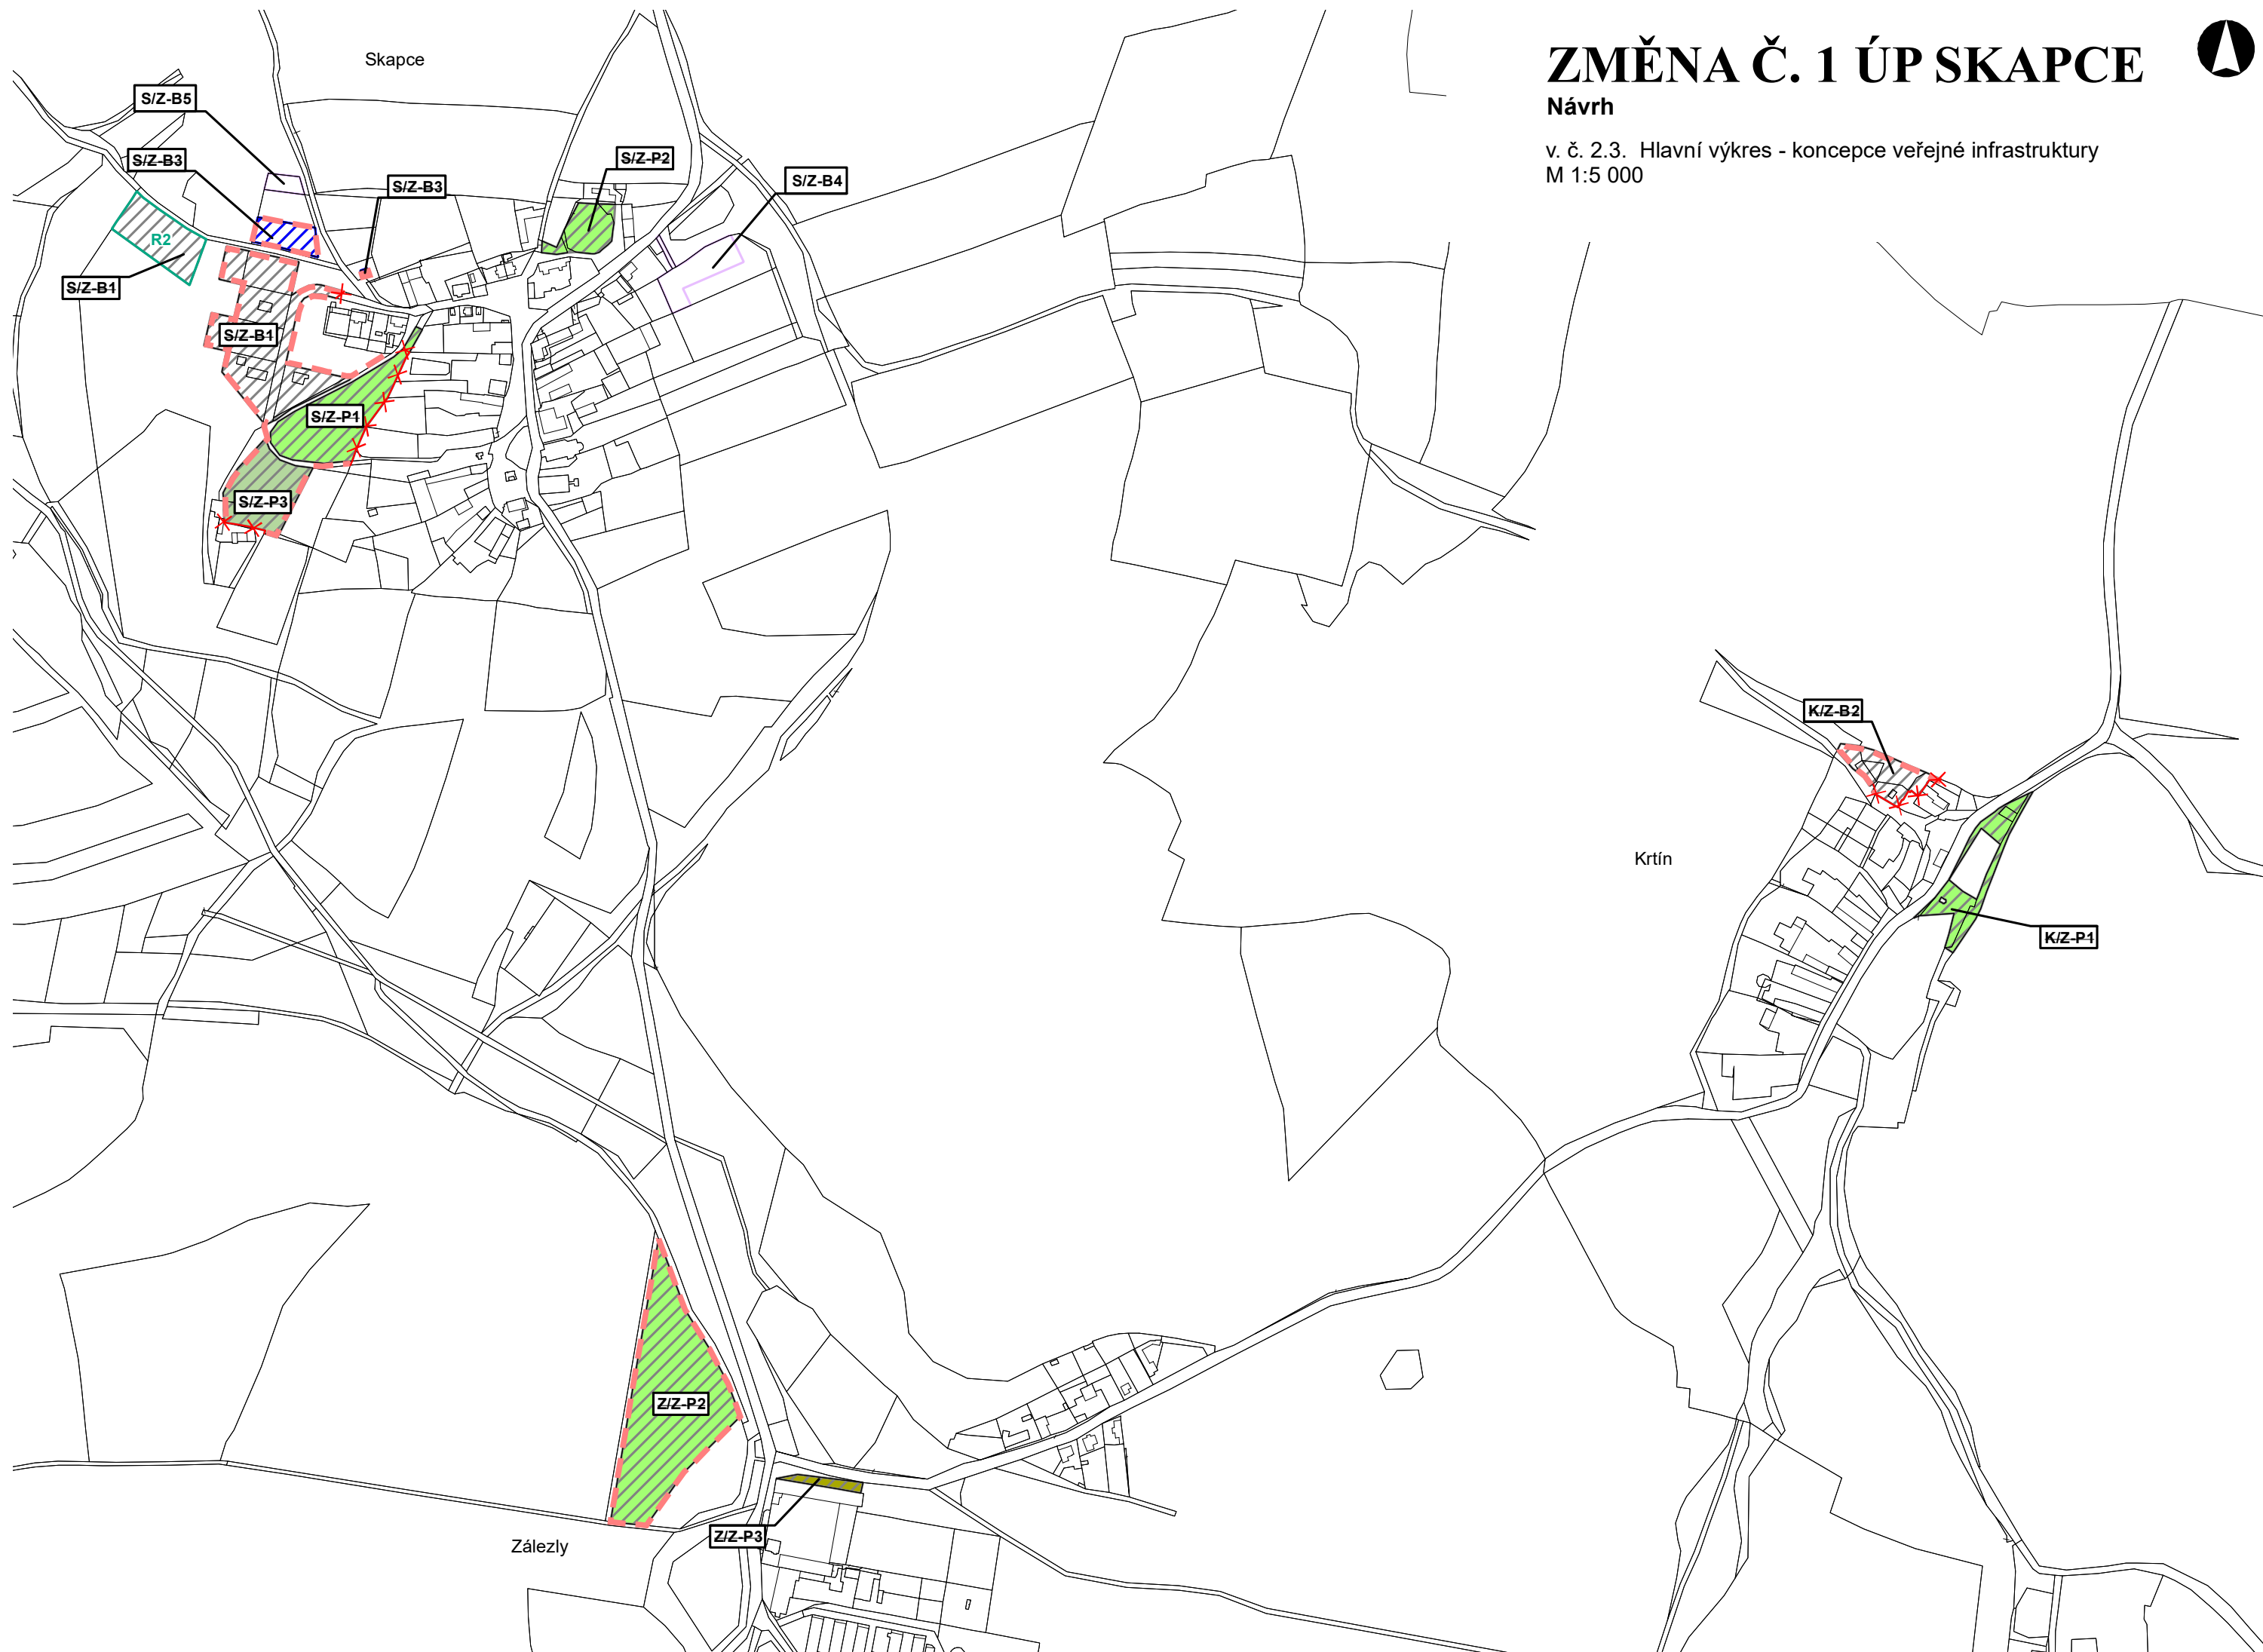 ZMĚNA Č. 1 ÚP SKAPCE
Návrh
v. č. 2.3. Hlavní výkres - koncepce veřejné infrastruktury
M 1:5 000
Skapce
S/Z-B5
S/Z-B3
S/Z-P2
S/Z-B4
S/Z-B3
R2
S/Z-B1
S/Z-B1
S/Z-P1
S/Z-P3
K/Z-B2
Krtín
K/Z-P1
Z/Z-P2
Z/Z-P3
Zálezly